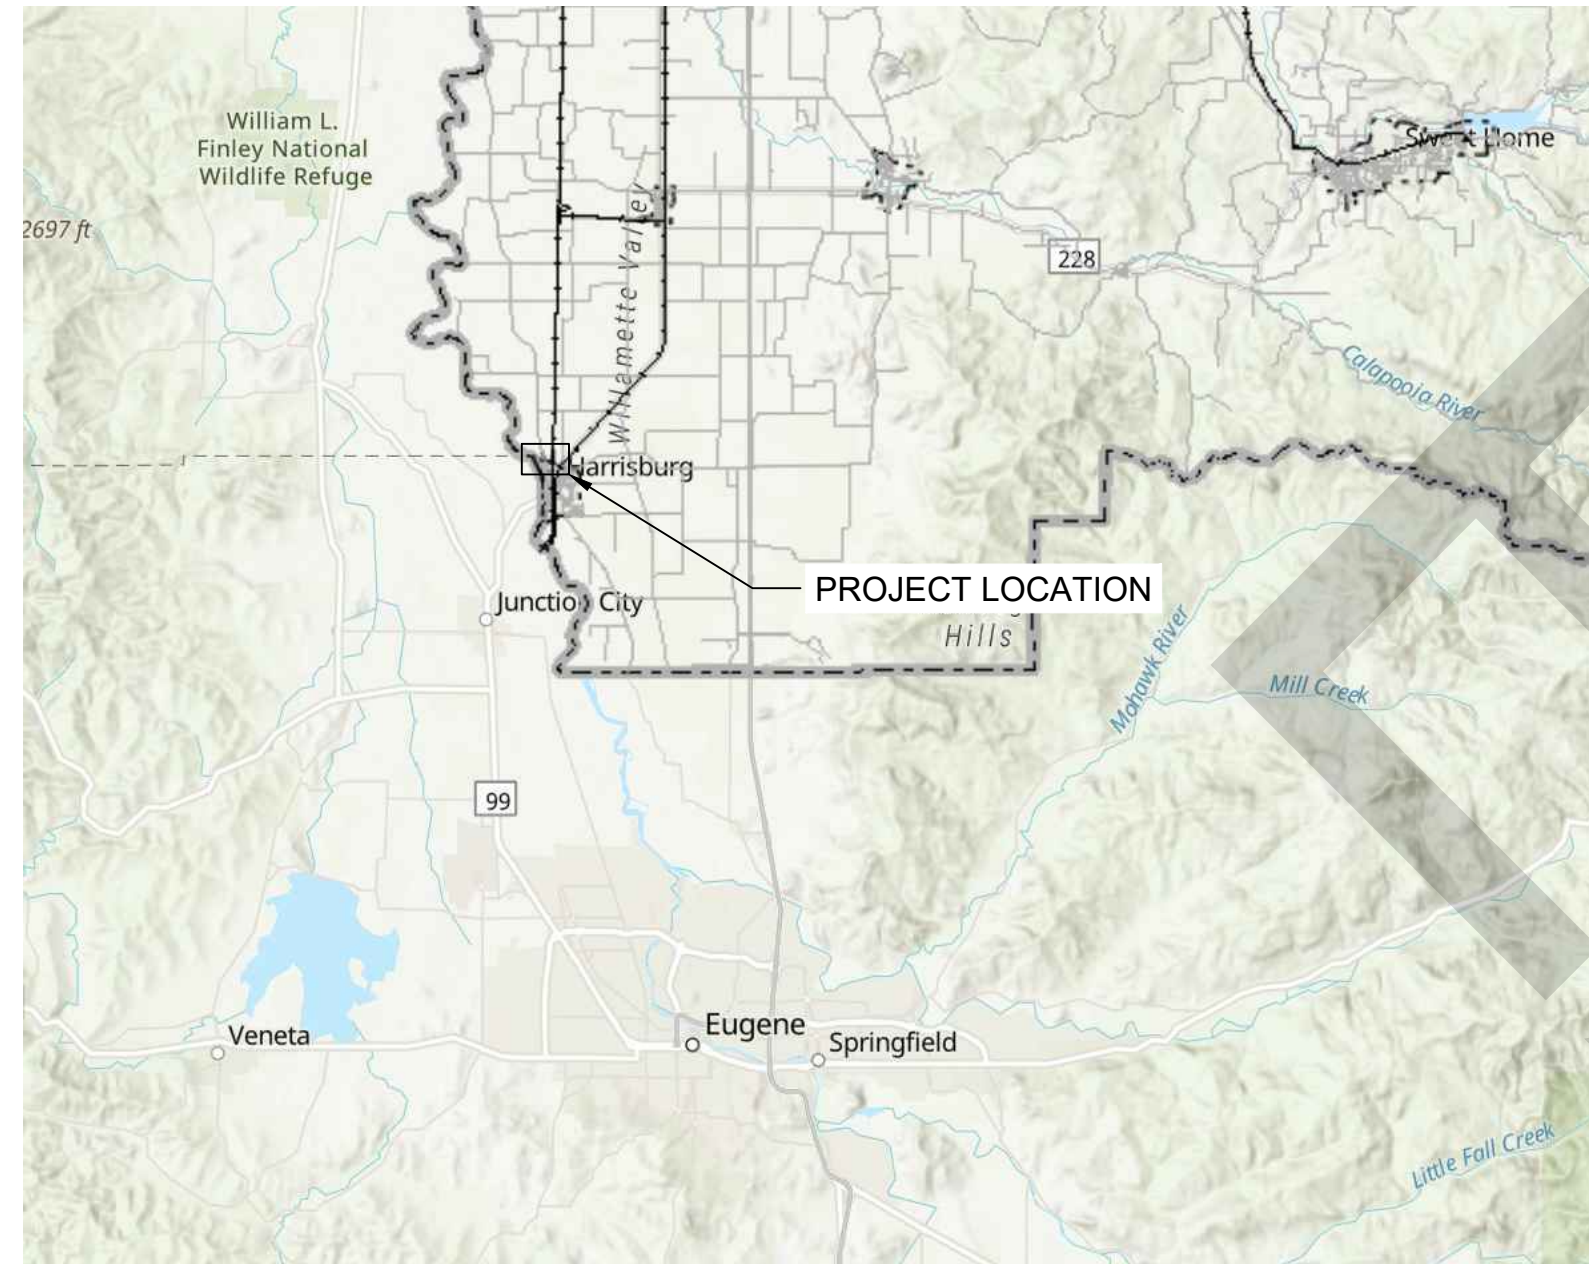 William L.
Finley National
Wildlife Refuge
Sweet Home
2697 ft
Willamette Valley
228
Calapooia River
Harrisburg
PROJECT LOCATION
Junction City
Hills
Mohawk River
Mill Creek
99
Eugene
Veneta
Springfield
Little Fall Creek